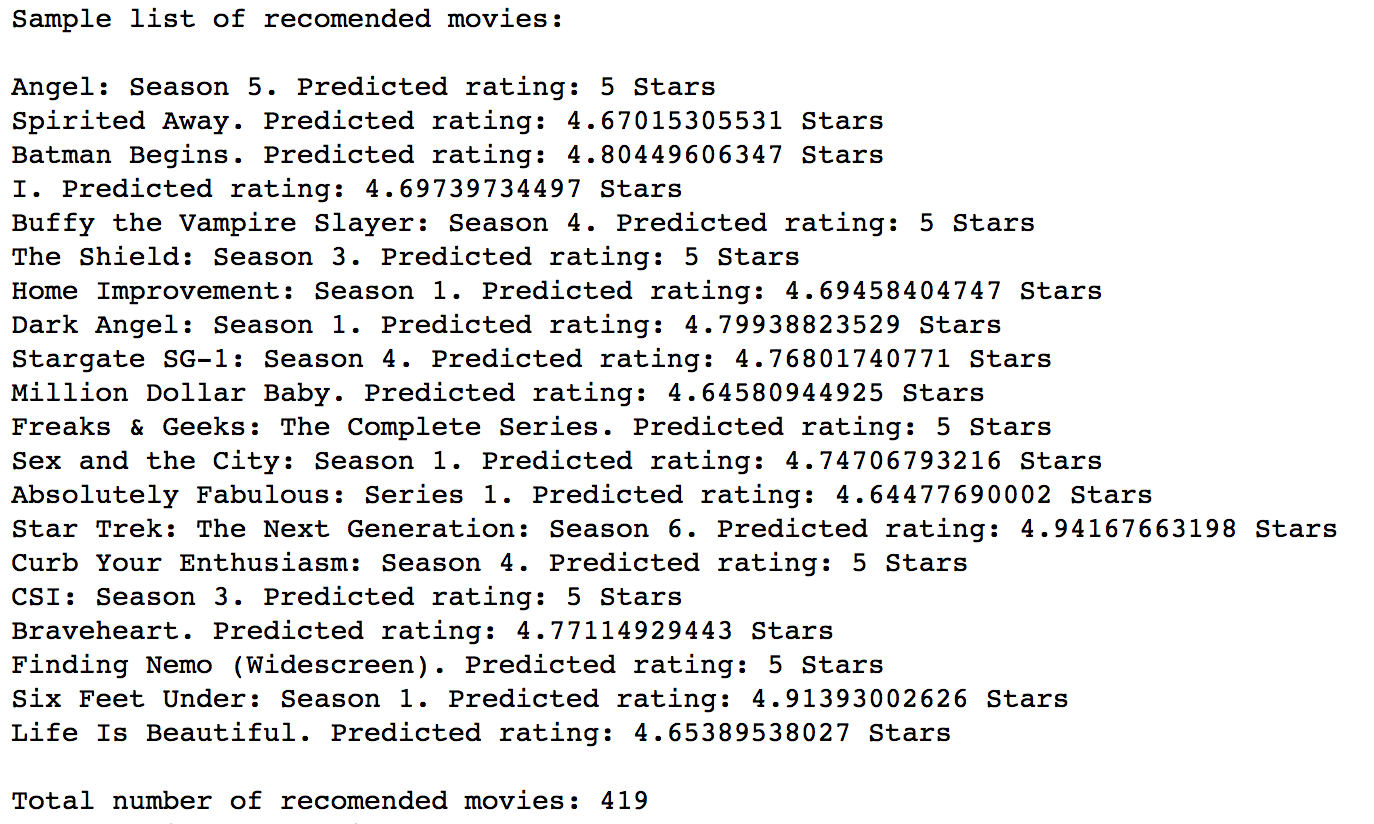 Sample list of recomended movies:
Angel: Season 5. Predicted rating: 5 Stars
Spirited Away. Predicted rating: 4.67015305531 Stars
Batman Begins. Predicted rating: 4.80449606347 Stars
I. Predicted rating: 4.69739734497 Stars
Buffy the Vampire Slayer: Season 4. Predicted rating: 5 Stars
The Shield: Season 3. Predicted rating: 5 Stars
Home Improvement: Season 1. Predicted rating: 4.69458404747 Stars
Dark Angel: Season 1. Predicted rating: 4.79938823529 Stars
Stargate SG-1: Season 4. Predicted rating: 4.76801740771 Stars
Million Dollar Baby. Predicted rating: 4.64580944925 Stars
Freaks & Geeks: The Complete Series. Predicted rating: 5 Stars
Sex and the City: Season 1. Predicted rating: 4.74706793216 Stars
Absolutely Fabulous: Series 1. Predicted rating: 4.64477690002 Stars
Star Trek: The Next Generation: Season 6. Predicted rating: 4.94167663198 Stars
Curb Your Enthusiasm: Season 4. Predicted rating: 5 Stars
CSI: Season 3. Predicted rating: 5 Stars
Braveheart. Predicted rating: 4.77114929443 Stars
Finding Nemo (Widescreen). Predicted rating: 5 Stars
Six Feet Under: Season 1. Predicted rating: 4.91393002626 Stars
Life Is Beautiful. Predicted rating: 4.65389538027 Stars
Total number of recomended movies: 419